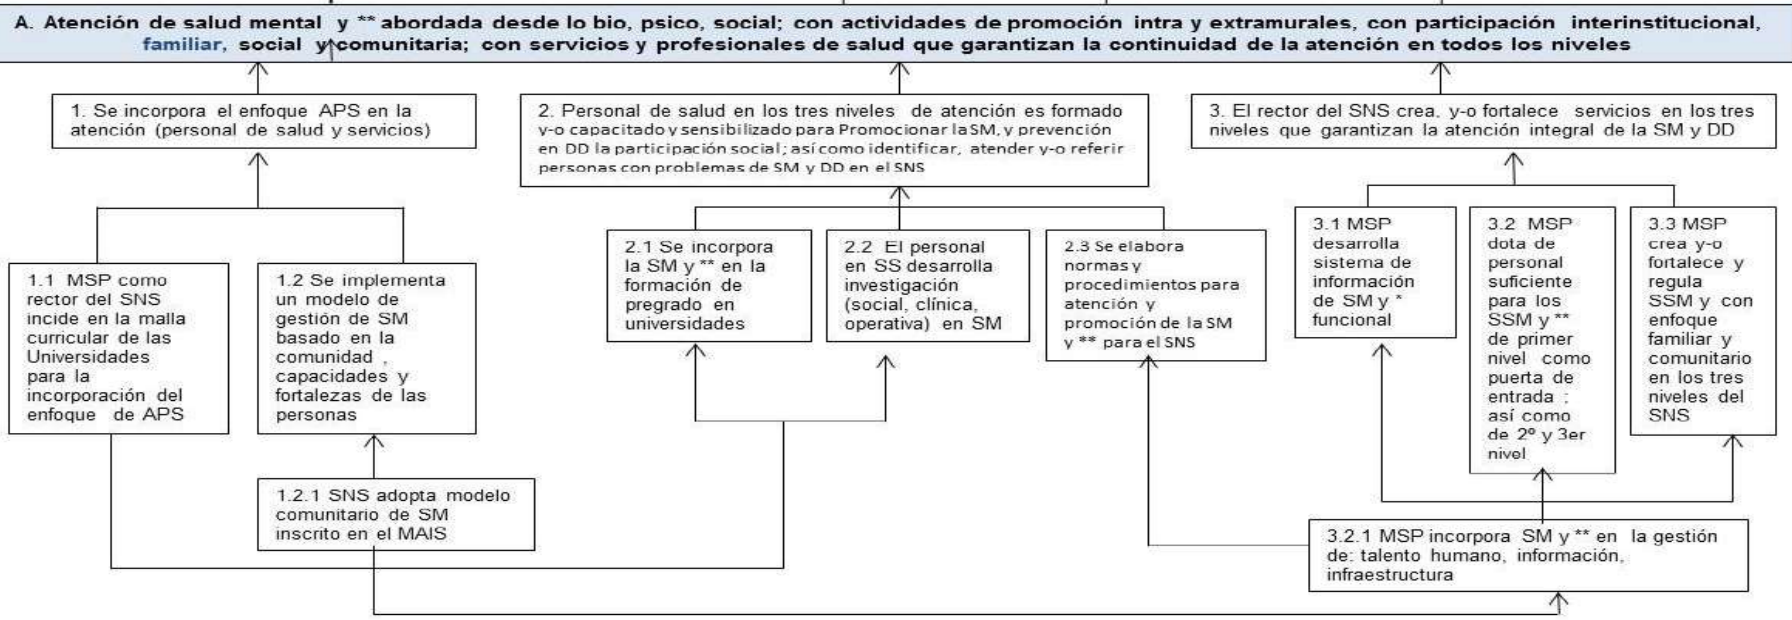 A. Atención de salud mental y ** abordada desde lo bio, psico, social; con actividades de promoción intra y extramurales, con participación interinstitucional,
familiar, social y comunitaria; con servicios y profesionales de salud que garantizan la continuidad de la atención en todos los niveles
1. Se incorpora el enfoque APS en la
atención (personal de salud y servicios)
2. Personal de salud en los tres niveles de atención es formado
y-o capacitado y sensibilizado para Promocionar la SM, y prevención
en DD la participación social; así como identificar, atender y-o referir
personas con problemas de SM y DD en el SNS
3. El rector del SNS crea, y-o fortalece servicios en los tres
niveles que garantizan la atención integral de la SM y DD
1.1 MSP como
rector del SNS
incide en la malla
curricular de las
Universidades
para la
incorporación del
enfoque de APS
1.2 Se implementa
un modelo de
gestión de SM
basado en la
comunidad ,
capacidades y
fortalezas de las
personas
1.2.1 SNS adopta modelo
comunitario de SM
inscrito en el MAIS
2.1 Se incorpora
la SM y ** en la
formación de
pregrado en
universidades
2.2 El personal
en SS desarrolla
investigación
(social, clínica,
operativa) en SM
2.3 Se elabora
normas y
procedimientos para
atención y
promoción de la SM
y ** para el SNS
3.1 MSP
desarrolla
sistema de
información
de SM y *
funcional
3.2 MSP
dota de
personal
suficiente
para los
SSM y **
de primer
nivel como
puerta de
entrada :
así como
de 2º y 3er
nivel
3.3 MSP
crea y-o
fortalece y
regula
SSM y con
enfoque
familiar y
comunitario
en los tres
niveles del
SNS
3.2.1 MSP incorpora SM y ** en la gestión
de: talento humano, información,
infraestructura